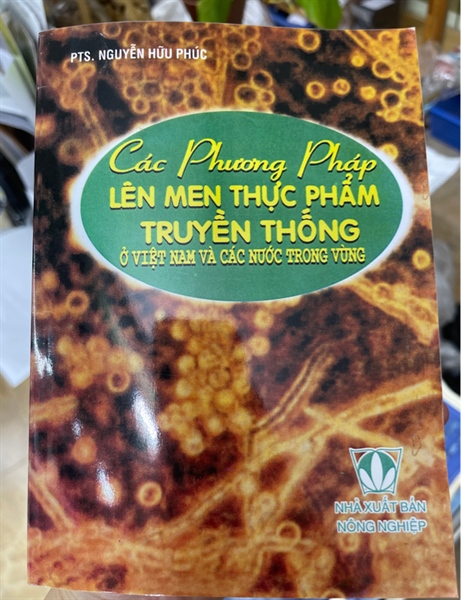 PTS. NGUYỄN HỮU PHÚC
Các Phương Pháp
LÊN MEN THỰC PHẨM
TRUYỀN THỐNG
Ở VIỆT NAM VÀ CÁC NƯỚC TRONG VÙNG
NHÀ XUẤT BẢN
NÔNG NGHIỆP